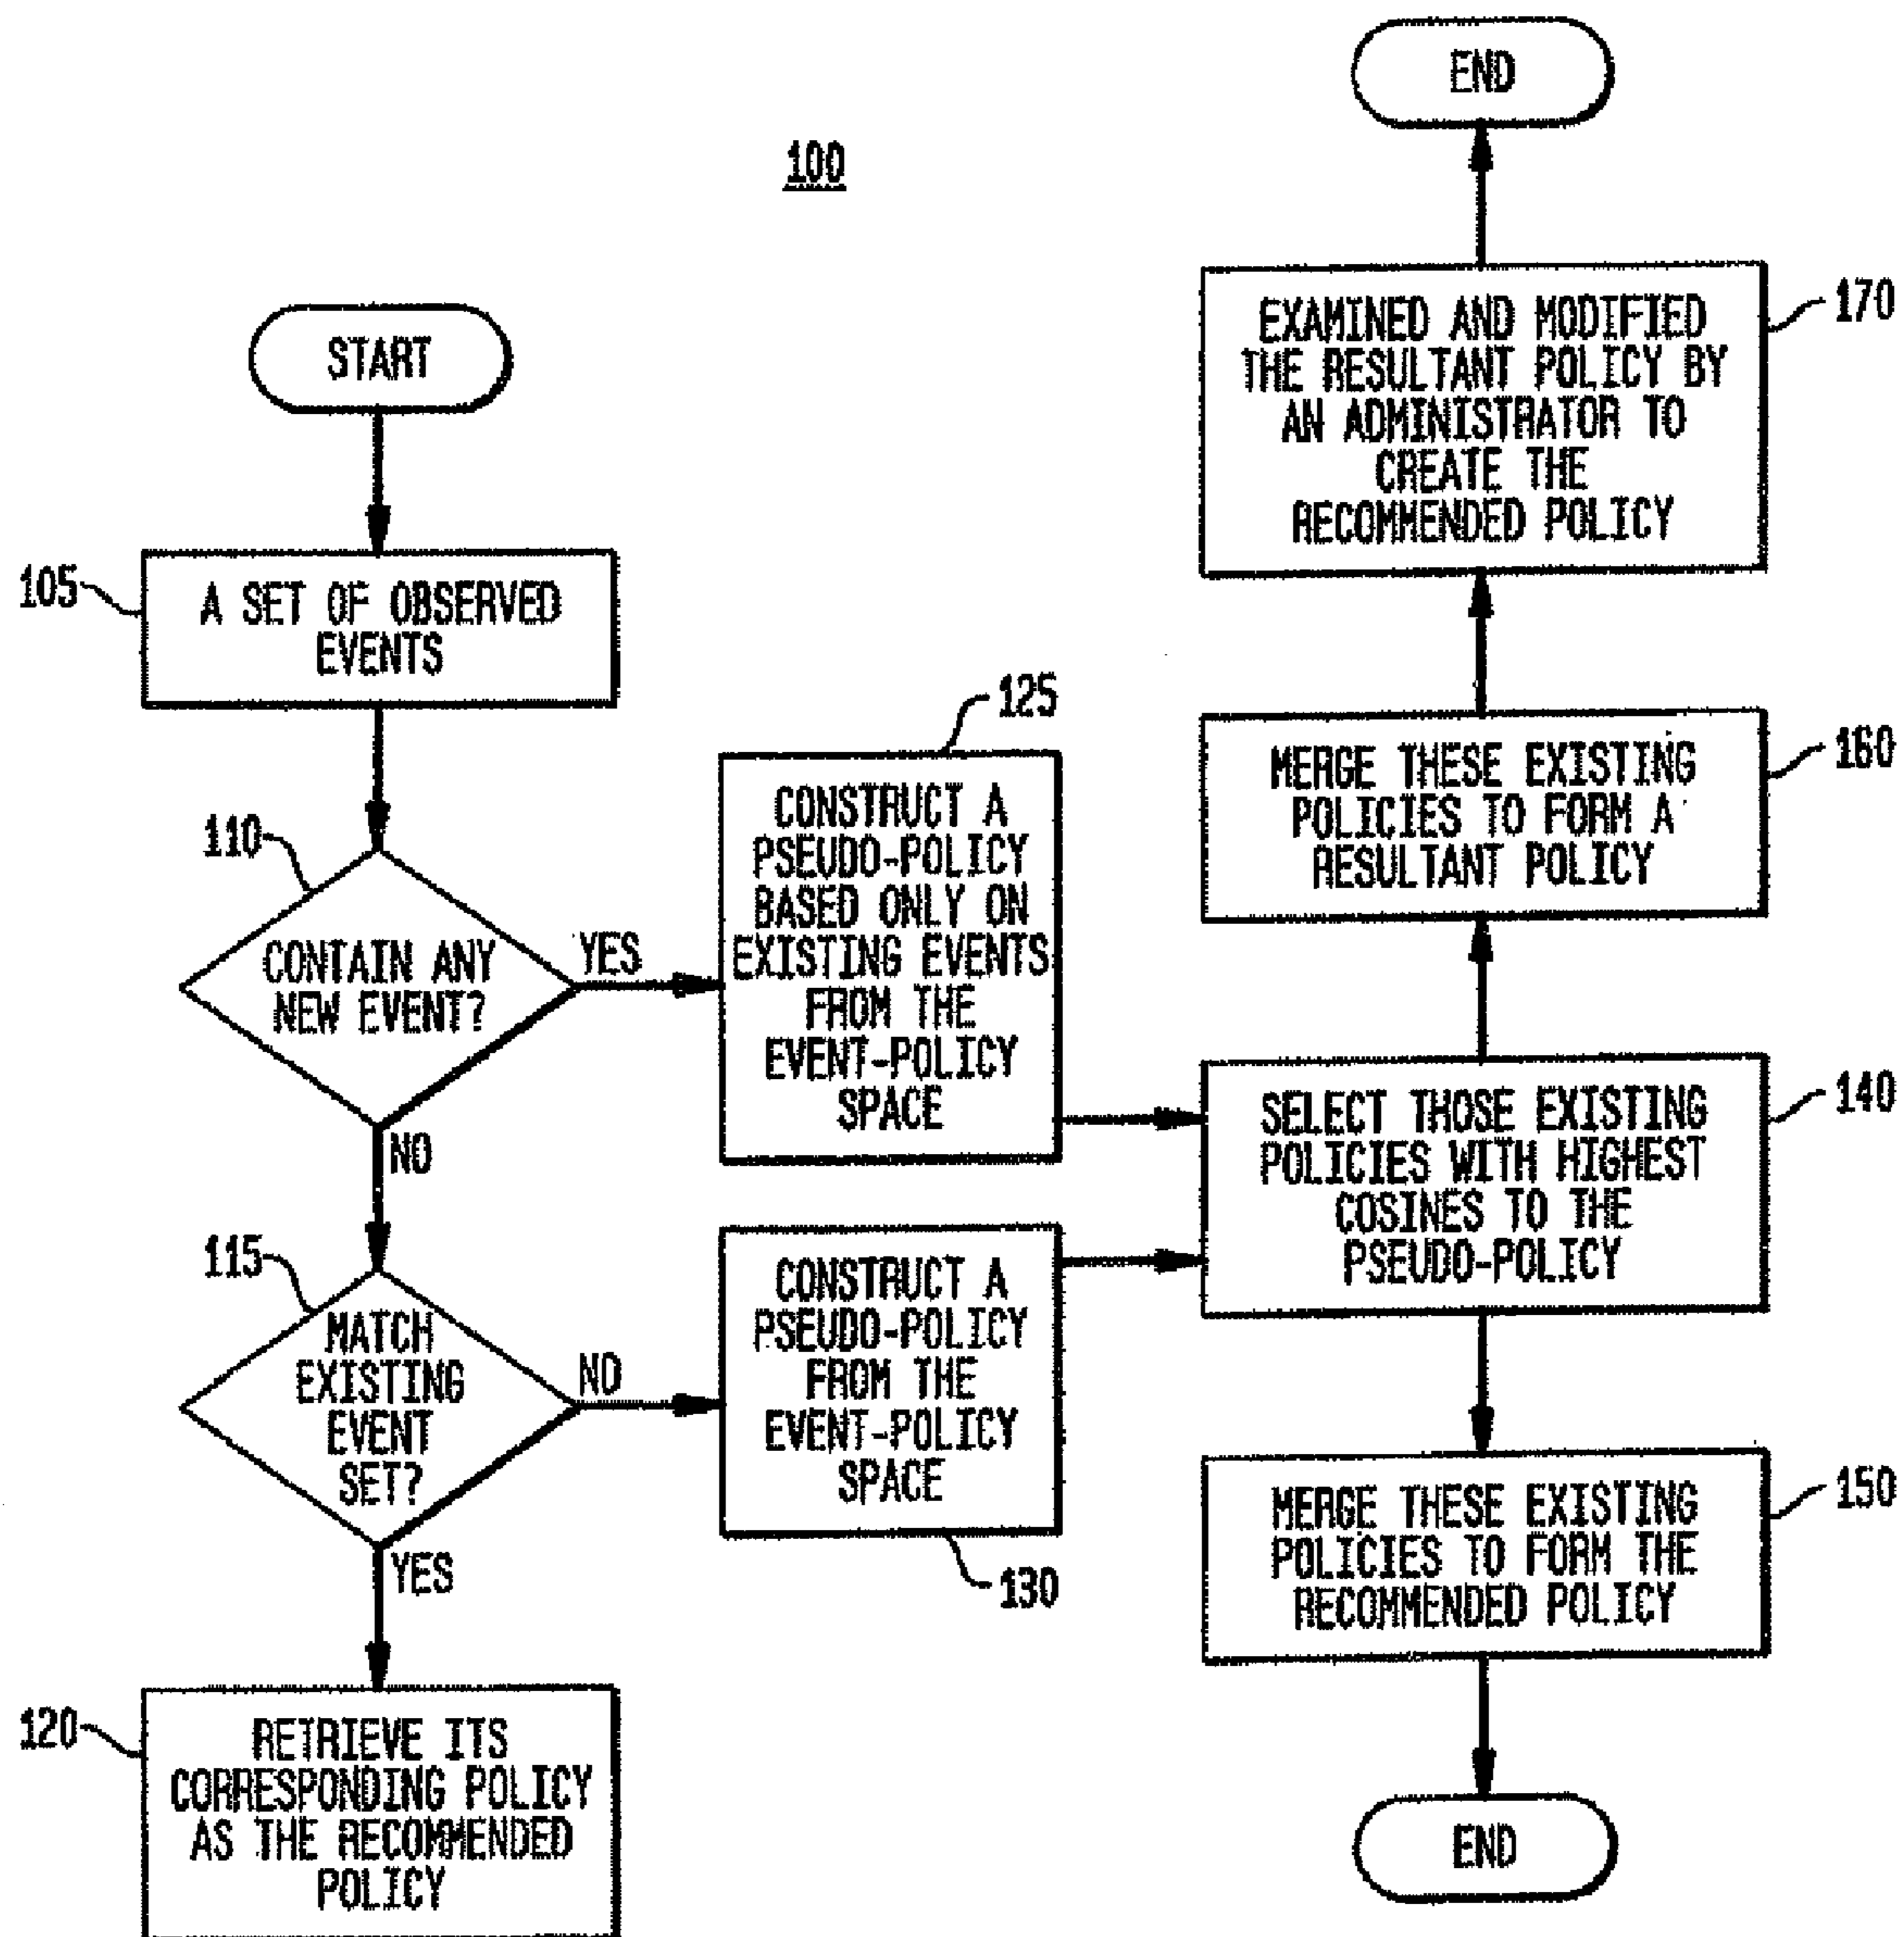 100
START
105
A SET OF OBSERVED
EVENTS
110
CONTAIN ANY
NEW EVENT?
YES
NO
125
CONSTRUCT A
PSEUDO-POLICY
BASED ONLY ON
EXISTING EVENTS
FROM THE
EVENT-POLICY
SPACE
115
MATCH
EXISTING
EVENT
SET?
NO
YES
CONSTRUCT A
PSEUDO-POLICY
FROM THE
EVENT-POLICY
SPACE
130
120
RETRIEVE ITS
CORRESPONDING POLICY
AS THE RECOMMENDED
POLICY
END
170
EXAMINED AND MODIFIED
THE RESULTANT POLICY BY
AN ADMINISTRATOR TO
CREATE THE
RECOMMENDED POLICY
160
MERGE THESE EXISTING
POLICIES TO FORM A
RESULTANT POLICY
140
SELECT THOSE EXISTING
POLICIES WITH HIGHEST
COSINES TO THE
PSEUDO-POLICY
150
MERGE THESE EXISTING
POLICIES TO FORM THE
RECOMMENDED POLICY
END